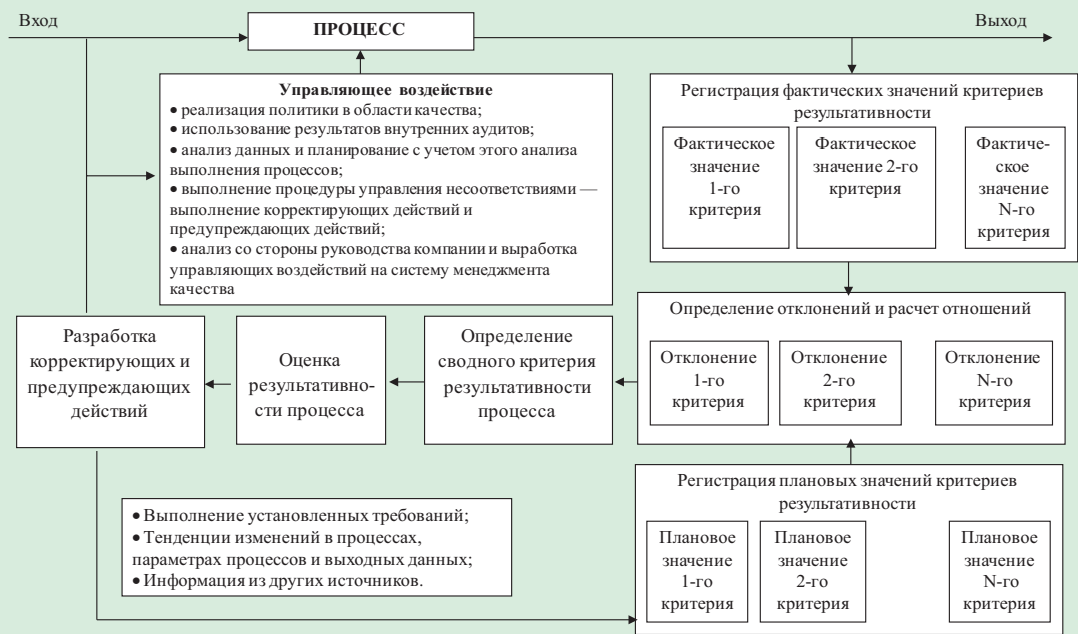 Вход
ПРОЦЕСС
Выход
Управляющее воздействие
• реализация политики в области качества;
• использование результатов внутренних аудитов;
• анализ данных и планирование с учетом этого анализа
выполнения процессов;
• выполнение процедуры управления несоответствиями —
выполнение корректирующих действий и
предупреждающих действий;
• анализ со стороны руководства компании и выработка
управляющих воздействий на систему менеджмента
качества
Регистрация фактических значений критериев
результативности
Фактическое
значение
1-го
критерия
Фактическое
значение 2-го
критерия
Фактиче-
ское
значение
N-го
критерия
Определение отклонений и расчет отношений
Отклонение
1-го
критерия
Отклонение
2-го
критерия
Отклонение
N-го
критерия
Определение
сводного критерия
результативности
процесса
Оценка
результативно-
сти процесса
Разработка
корректирующих и
предупреждающих
действий
Регистрация плановых значений критериев
результативности
Плановое
значение
1-го
критерия
Плановое
значение
2-го
критерия
Плановое
значение
N-го
критерия
• Выполнение установленных требований;
• Тенденции изменений в процессах,
параметрах процессов и выходных данных;
• Информация из других источников.